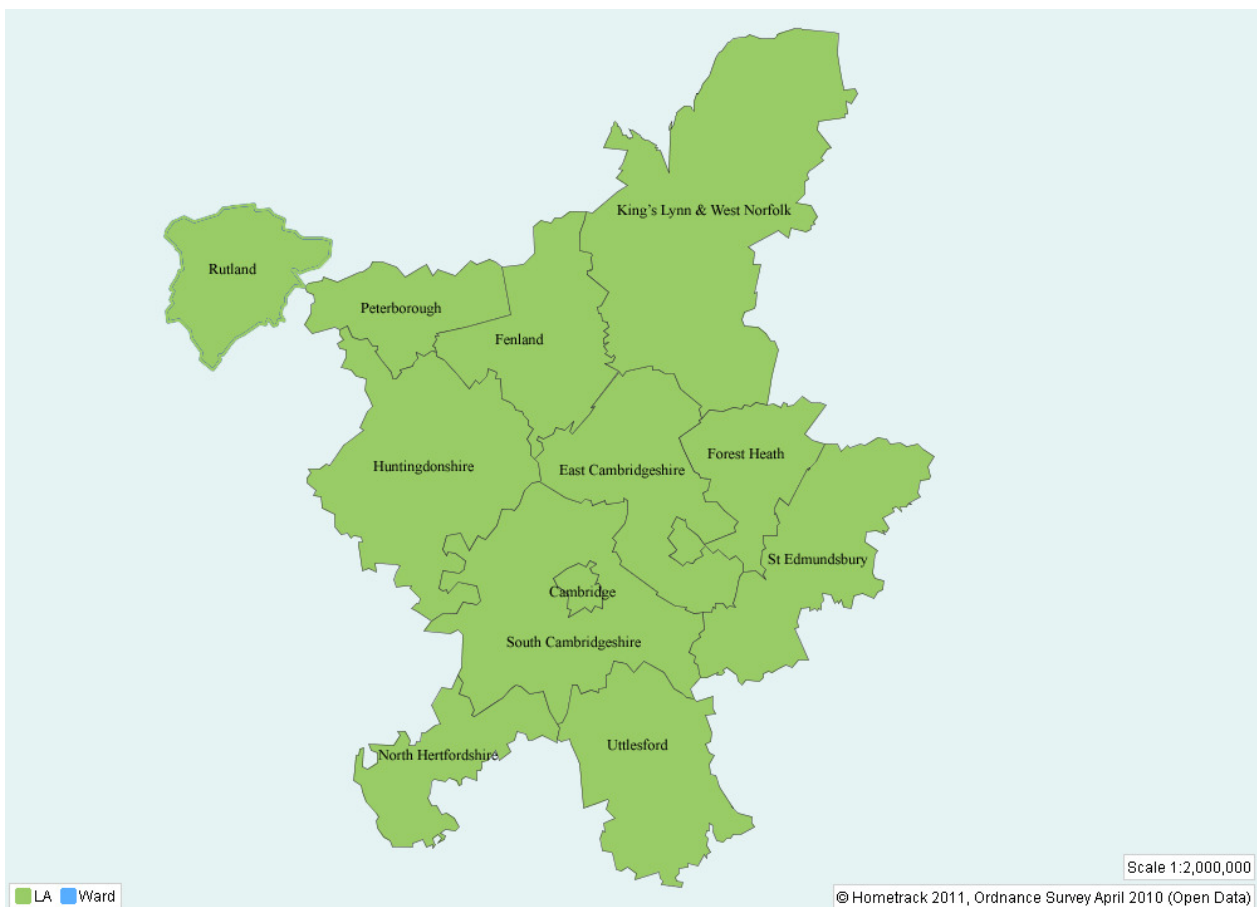 King's Lynn & West Norfolk
Rutland
Peterborough
Fenland
Forest Heath
Huntingdonshire
East Cambridgeshire
St Edmundsbury
Cambridge
South Cambridgeshire
Uttlesford
North Hertfordshire
Scale 1:2,000,000
LA Ward
© Hometrack 2011, Ordnance Survey April 2010 (Open Data)